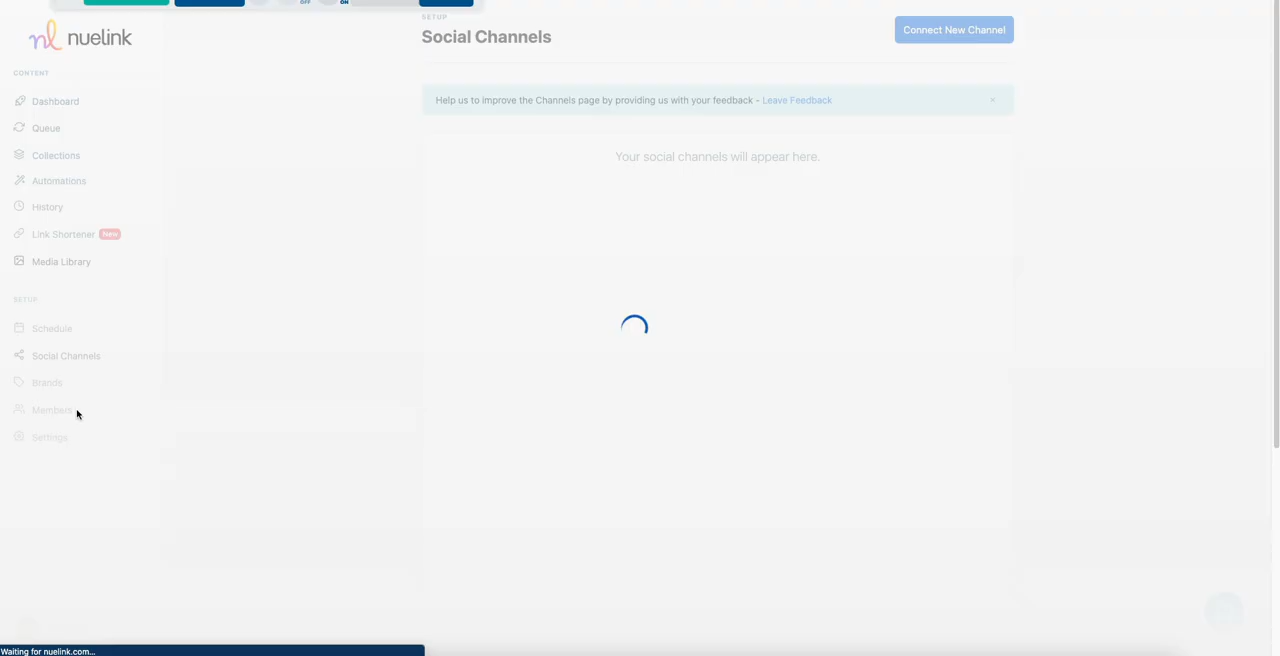 OFF
ON
nuelink
SETUP
Social Channels
Connect New Channel
CONTENT
Help us to improve the Channels page by providing us with your feedback - Leave Feedback ×
Dashboard
Queue
Collections
Automations
History
Link Shortener New
Media Library
Your social channels will appear here.
SETUP
Schedule
Social Channels
Brands
Members
Settings
Waiting for nuelink.com...